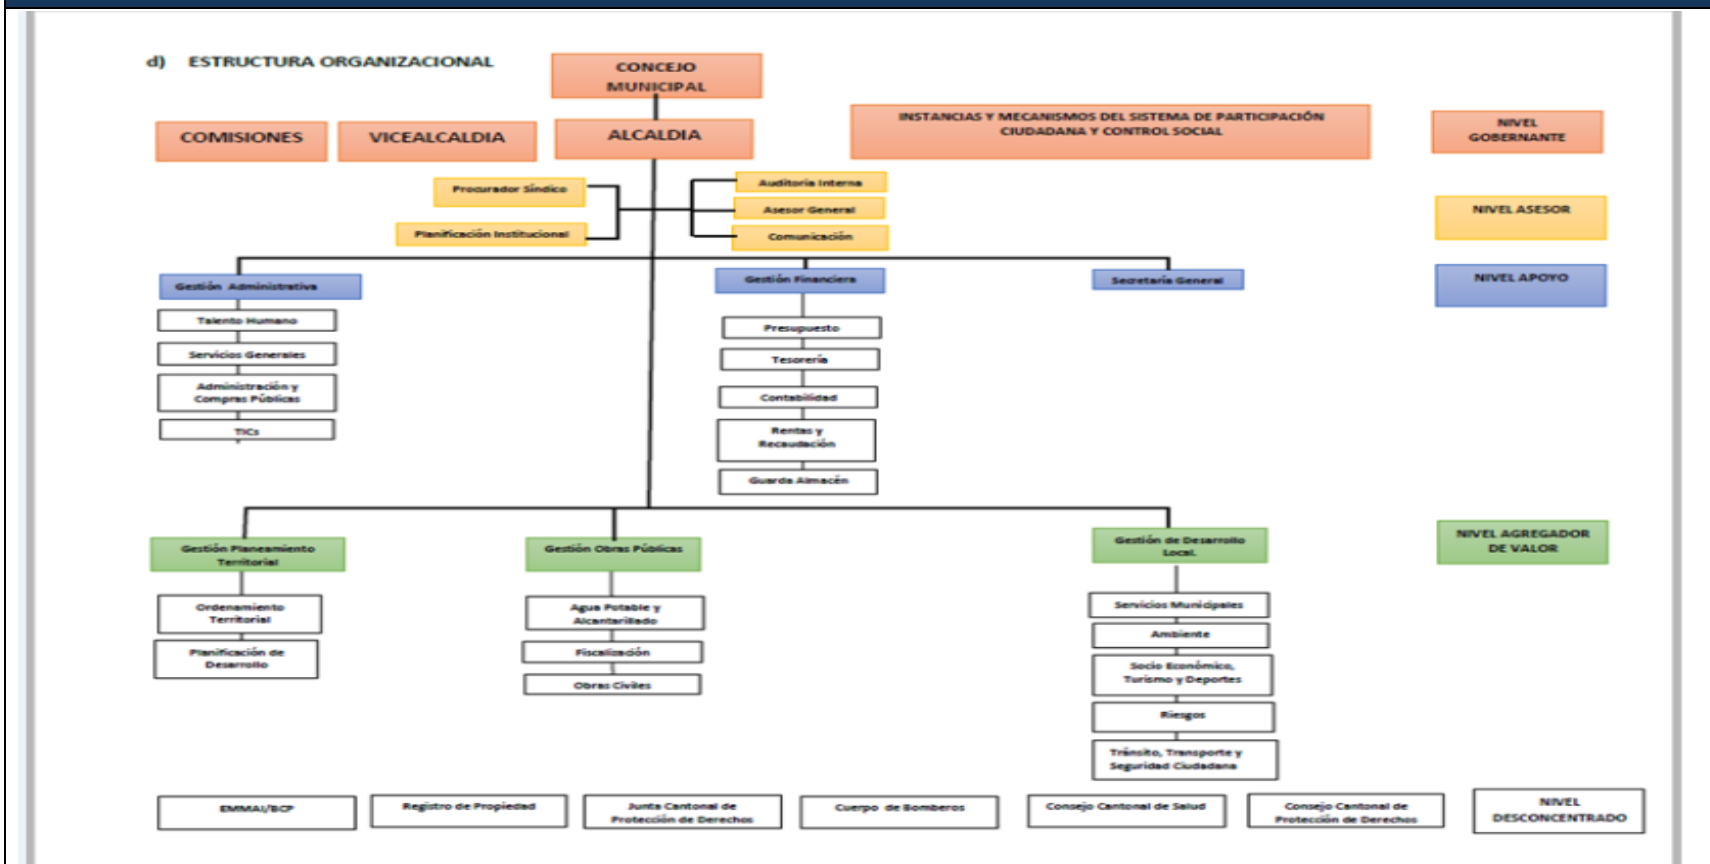 d) ESTRUCTURA ORGANIZACIONAL
CONCEJO
MUNICIPAL
COMISIONES
VICEALCALDIA
ALCALDIA
INSTANCIAS Y MECANISMOS DEL SISTEMA DE PARTICIPACIÓN
CIUDADANA Y CONTROL SOCIAL
NIVEL
GOBERNANTE
Procurador Síndico
Planificación Institucional
Auditoría Interna
Asesor General
Comunicación
NIVEL ASESOR
Gestión Administrativa
Gestión Financiera
Secretaría General
NIVEL APOYO
Talento Humano
Servicios Generales
Administración y
Compras Públicas
TICs
Presupuesto
Tesorería
Contabilidad
Rentas y
Recaudación
Guarda Almacén
Gestión Planeamiento
Territorial
Gestión Obras Públicas
Gestión de Desarrollo
Local.
NIVEL AGREGADOR
DE VALOR
Ordenamiento
Territorial
Planificación de
Desarrollo
Agua Potable y
Alcantarillado
Fiscalización
Obras Civiles
Servicios Municipales
Ambiente
Socio Económico,
Turismo y Deportes
Riesgos
Tránsito, Transporte y
Seguridad Ciudadana
EMMAI/BCP
Registro de Propiedad
Junta Cantonal de
Protección de Derechos
Cuerpo de Bomberos
Consejo Cantonal de Salud
Consejo Cantonal de
Protección de Derechos
NIVEL
DESCONCENTRADO